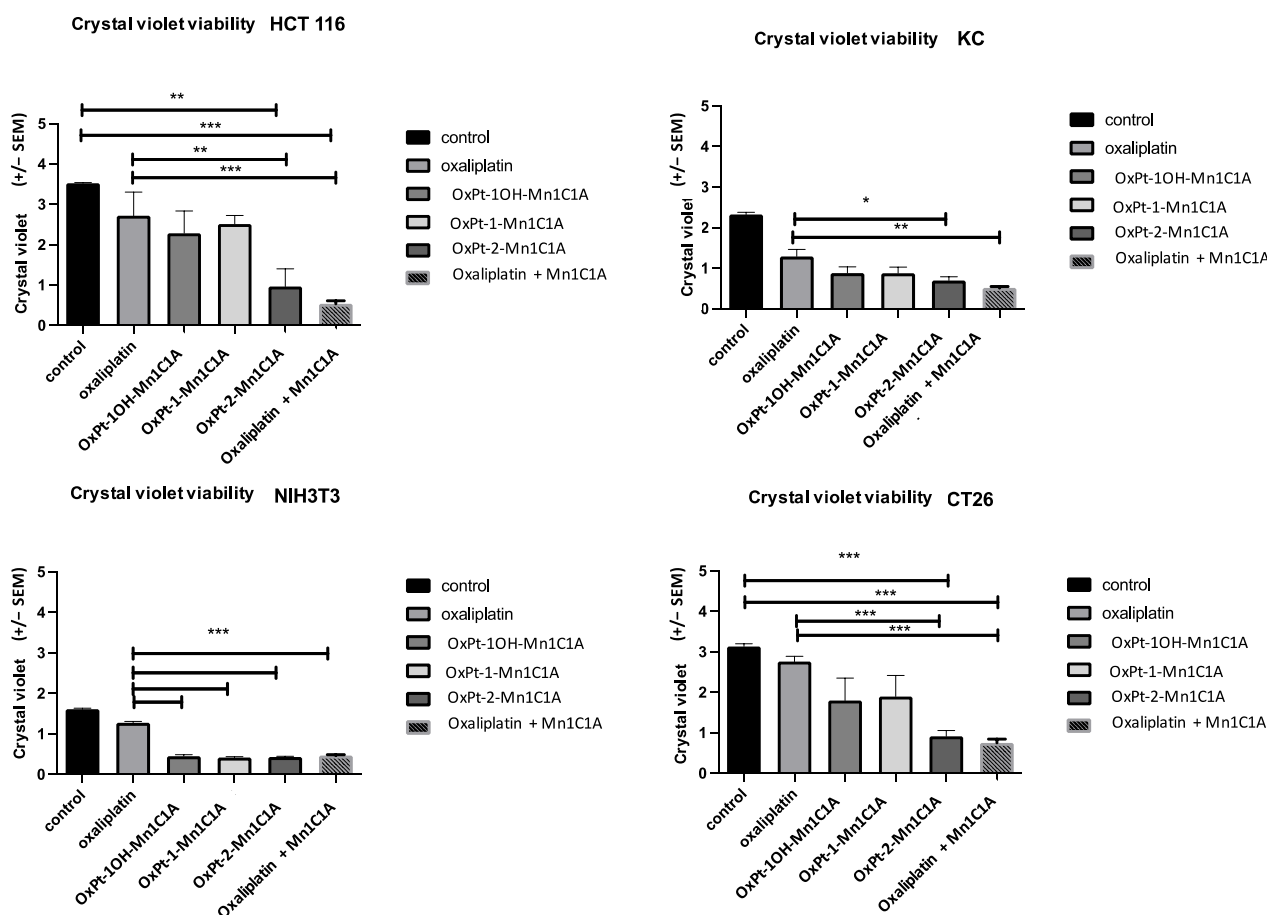 Crystal violet viability HCT 116
**
***
**
***
Crystal violet (+/– SEM)
5
4
3
2
1
0
control
oxaliplatin
OxPt-1OH-Mn1C1A
OxPt-1-Mn1C1A
OxPt-2-Mn1C1A
Oxaliplatin + Mn1C1A
control
oxaliplatin
OxPt-1OH-Mn1C1A
OxPt-1-Mn1C1A
OxPt-2-Mn1C1A
Oxaliplatin + Mn1C1A
Crystal violet viability KC
*
**
Crystal violet (+/– SEM)
5
4
3
2
1
0
control
oxaliplatin
OxPt-1OH-Mn1C1A
OxPt-1-Mn1C1A
OxPt-2-Mn1C1A
Oxaliplatin + Mn1C1A
control
oxaliplatin
OxPt-1OH-Mn1C1A
OxPt-1-Mn1C1A
OxPt-2-Mn1C1A
Oxaliplatin + Mn1C1A
Crystal violet viability NIH3T3
***
Crystal violet (+/– SEM)
5
4
3
2
1
0
control
oxaliplatin
OxPt-1OH-Mn1C1A
OxPt-1-Mn1C1A
OxPt-2-Mn1C1A
Oxaliplatin + Mn1C1A
control
oxaliplatin
OxPt-1OH-Mn1C1A
OxPt-1-Mn1C1A
OxPt-2-Mn1C1A
Oxaliplatin + Mn1C1A
Crystal violet viability CT26
***
***
***
***
Crystal violet (+/– SEM)
5
4
3
2
1
0
control
oxaliplatin
OxPt-1OH-Mn1C1A
OxPt-1-Mn1C1A
OxPt-2-Mn1C1A
Oxaliplatin + Mn1C1A
control
oxaliplatin
OxPt-1OH-Mn1C1A
OxPt-1-Mn1C1A
OxPt-2-Mn1C1A
Oxaliplatin + Mn1C1A